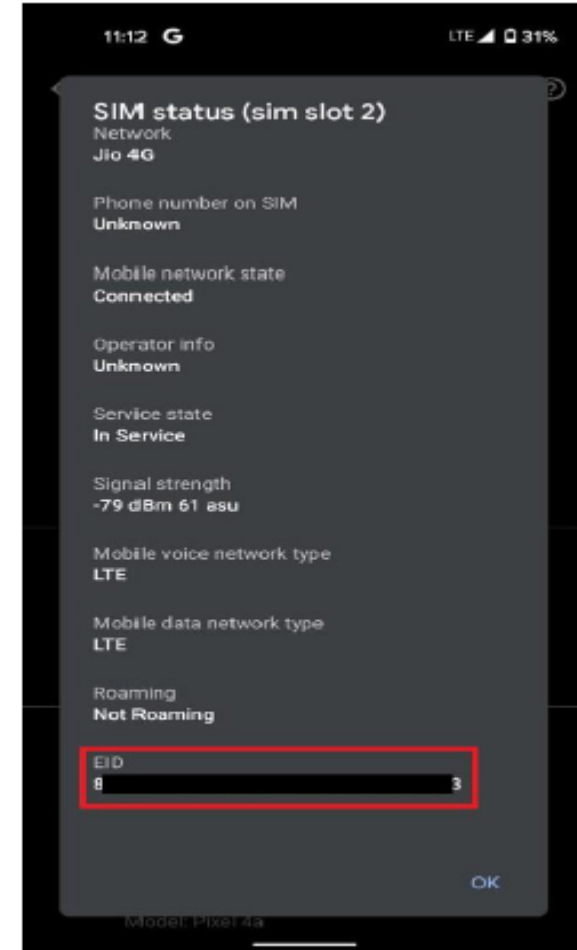 11:12 G LTE 31%
SIM status (sim slot 2)
Network
Jio 4G
Phone number on SIM
Unknown
Mobile network state
Connected
Operator info
Unknown
Service state
In Service
Signal strength
-79 dBm 61 asu
Mobile voice network type
LTE
Mobile data network type
LTE
Roaming
Not Roaming
EID
8 3
OK
Model: Pixel 4a